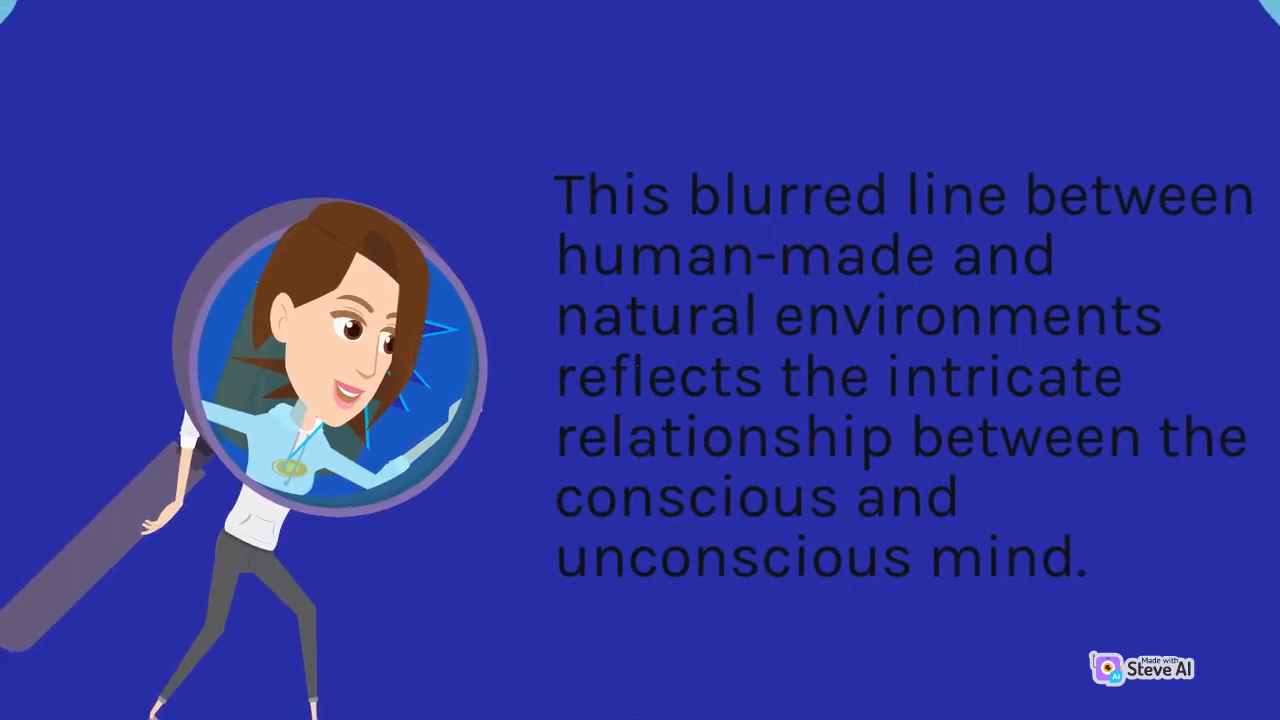 This blurred line between
human-made and
natural environments
reflects the intricate
relationship between the
conscious and
unconscious mind.
Made with
Steve AI
AI